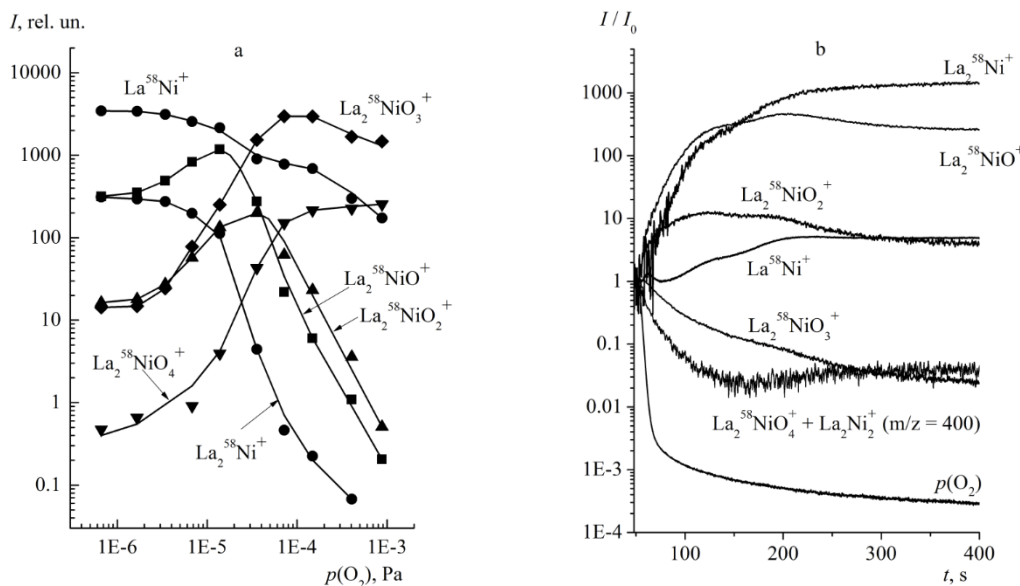 I, rel. un.
a
10000
1000
100
10
1
0.1
La⁵⁸Ni⁺
La₂⁵⁸NiO₃⁺
La₂⁵⁸NiO⁺
La₂⁵⁸NiO₂⁺
La₂⁵⁸NiO₄⁺
La₂⁵⁸Ni⁺
1E-6 1E-5 1E-4 1E-3
p(O₂), Pa
I / I₀
b
1000
100
10
1
0.1
0.01
1E-3
1E-4
La₂⁵⁸Ni⁺
La₂⁵⁸NiO⁺
La₂⁵⁸NiO₂⁺
La⁵⁸Ni⁺
La₂⁵⁸NiO₃⁺
La₂⁵⁸NiO₄⁺ + La₂Ni₂⁺ (m/z = 400)
p(O₂)
100 200 300 400
t, s